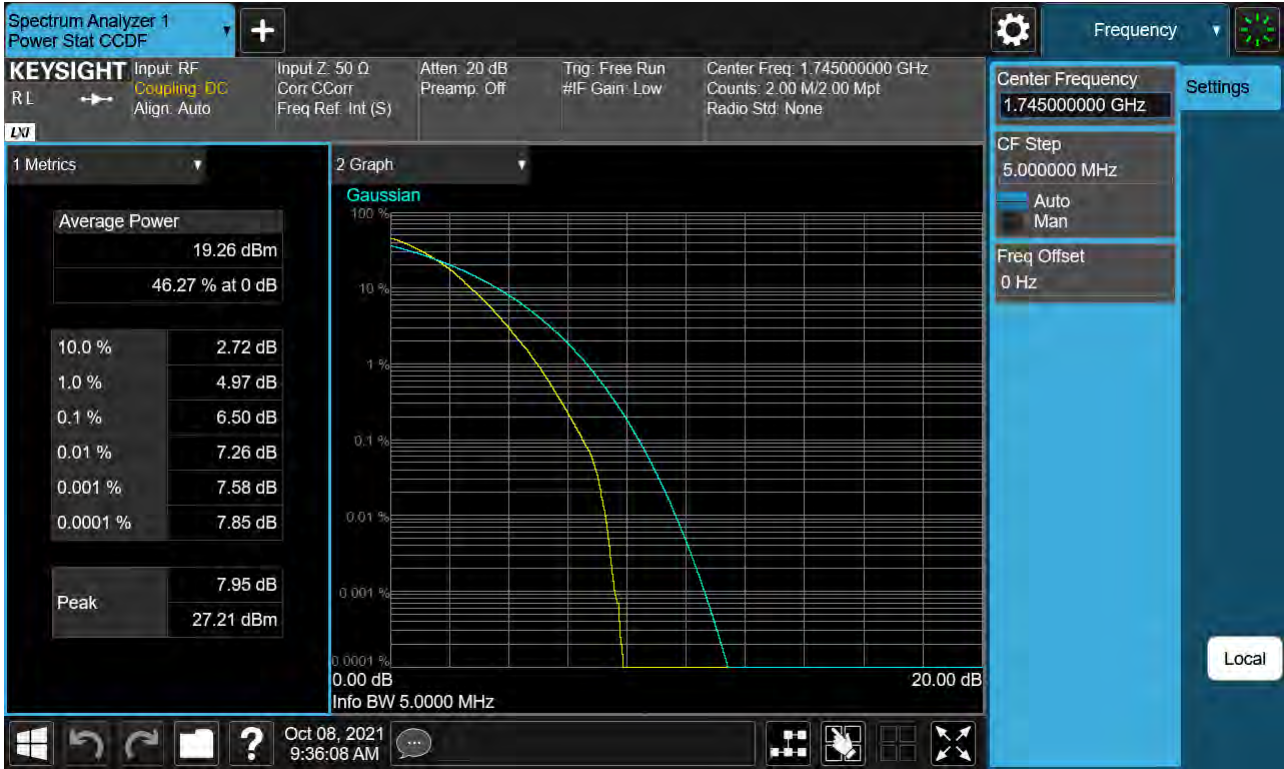 Spectrum Analyzer 1
Power Stat CCDF
+
Frequency
KEYSIGHT
RL
LXI
Input: RF
Coupling: DC
Align: Auto
Input Z: 50 Ω
Corr CCorr
Freq Ref: Int (S)
Atten: 20 dB
Preamp: Off
Trig: Free Run
#IF Gain: Low
Center Freq: 1.745000000 GHz
Counts: 2.00 M/2.00 Mpt
Radio Std: None
Center Frequency
1.745000000 GHz
CF Step
5.000000 MHz
Auto
Man
Freq Offset
0 Hz
Settings
Local
1 Metrics
Average Power
19.26 dBm
46.27 % at 0 dB
10.0 % 2.72 dB
1.0 % 4.97 dB
0.1 % 6.50 dB
0.01 % 7.26 dB
0.001 % 7.58 dB
0.0001 % 7.85 dB
Peak
7.95 dB
27.21 dBm
2 Graph
Gaussian
100 %
10 %
1 %
0.1 %
0.01 %
0.001 %
0.0001 %
0.00 dB 20.00 dB
Info BW 5.0000 MHz
?
Oct 08, 2021
9:36:08 AM